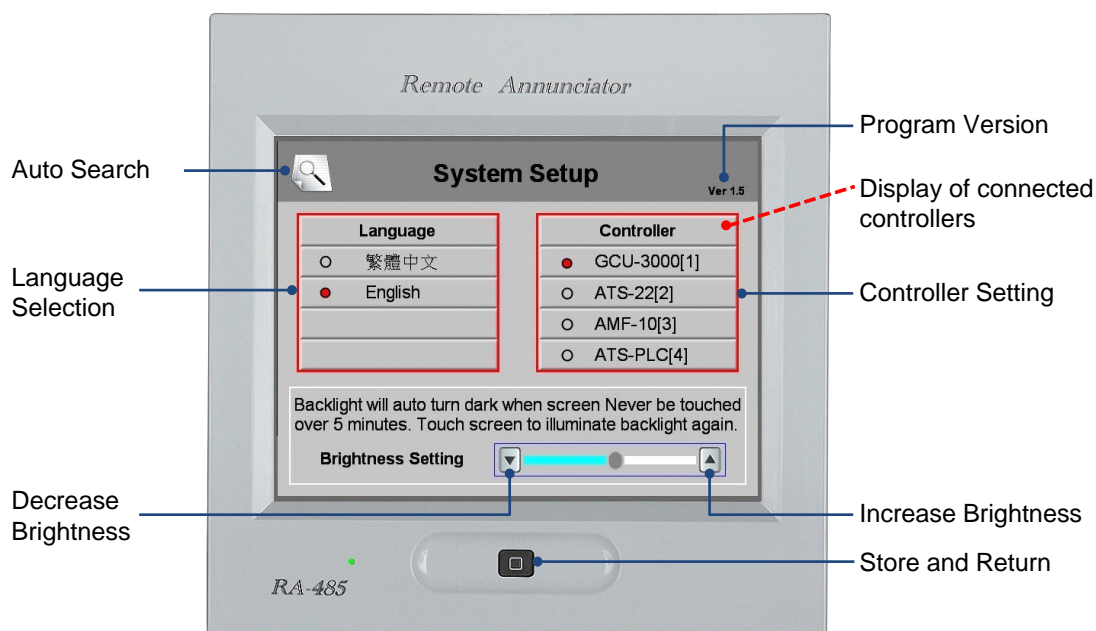 Remote Annunciator
Program Version
Auto Search
System Setup
Ver 1.5
Display of connected
controllers
Language
Controller
繁體中文
GCU-3000[1]
Language
Selection
English
ATS-22[2]
Controller Setting
AMF-10[3]
ATS-PLC[4]
Backlight will auto turn dark when screen Never be touched
over 5 minutes. Touch screen to illuminate backlight again.
Brightness Setting
Decrease
Brightness
Increase Brightness
Store and Return
RA-485